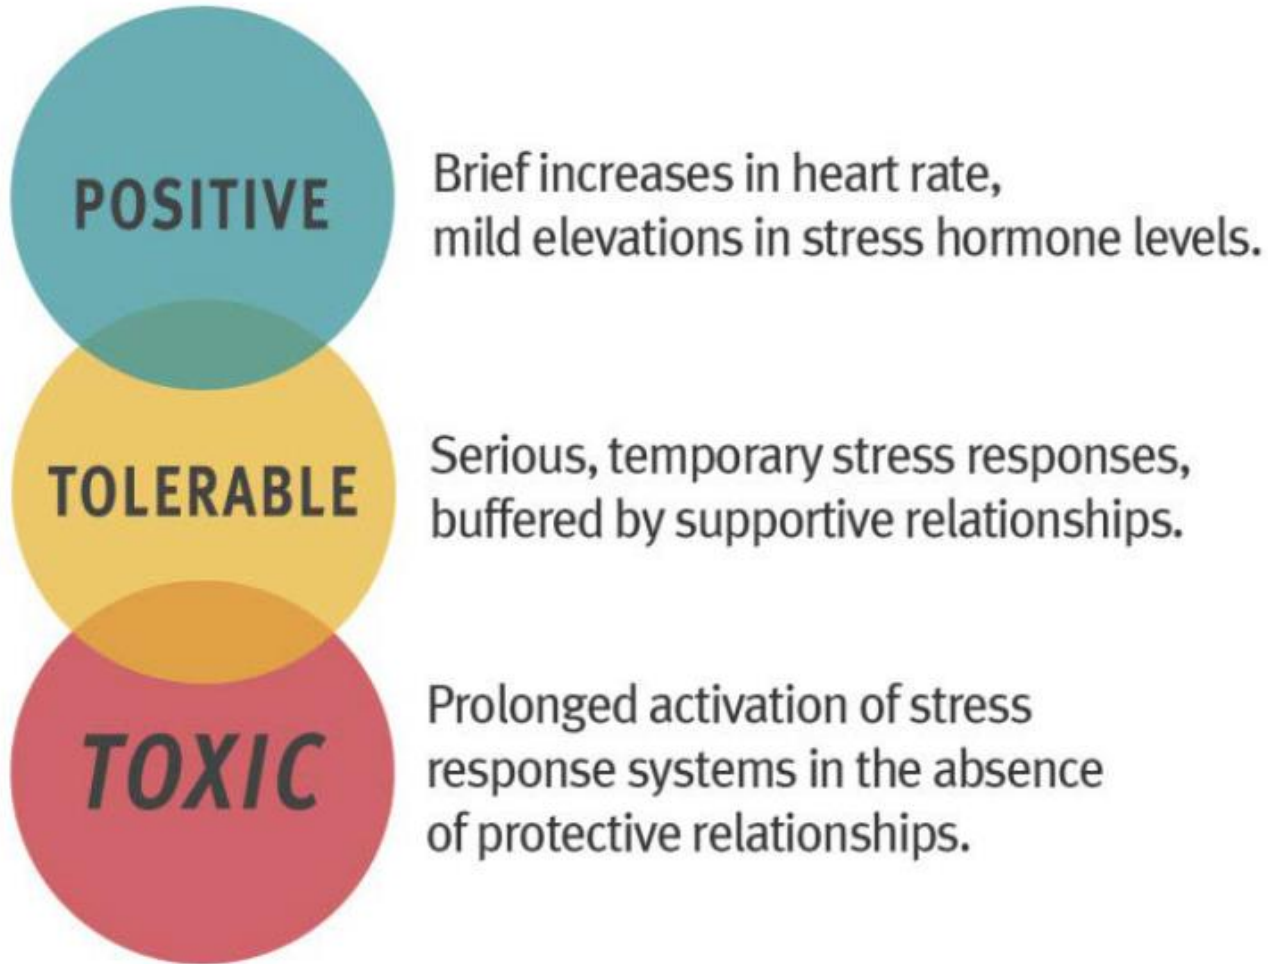 POSITIVE
Brief increases in heart rate,
mild elevations in stress hormone levels.
TOLERABLE
Serious, temporary stress responses,
buffered by supportive relationships.
TOXIC
Prolonged activation of stress
response systems in the absence
of protective relationships.